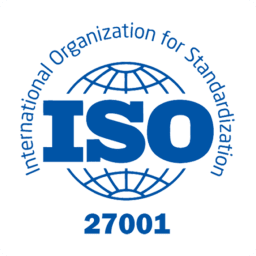 International Organization for Standardization
ISO
27001